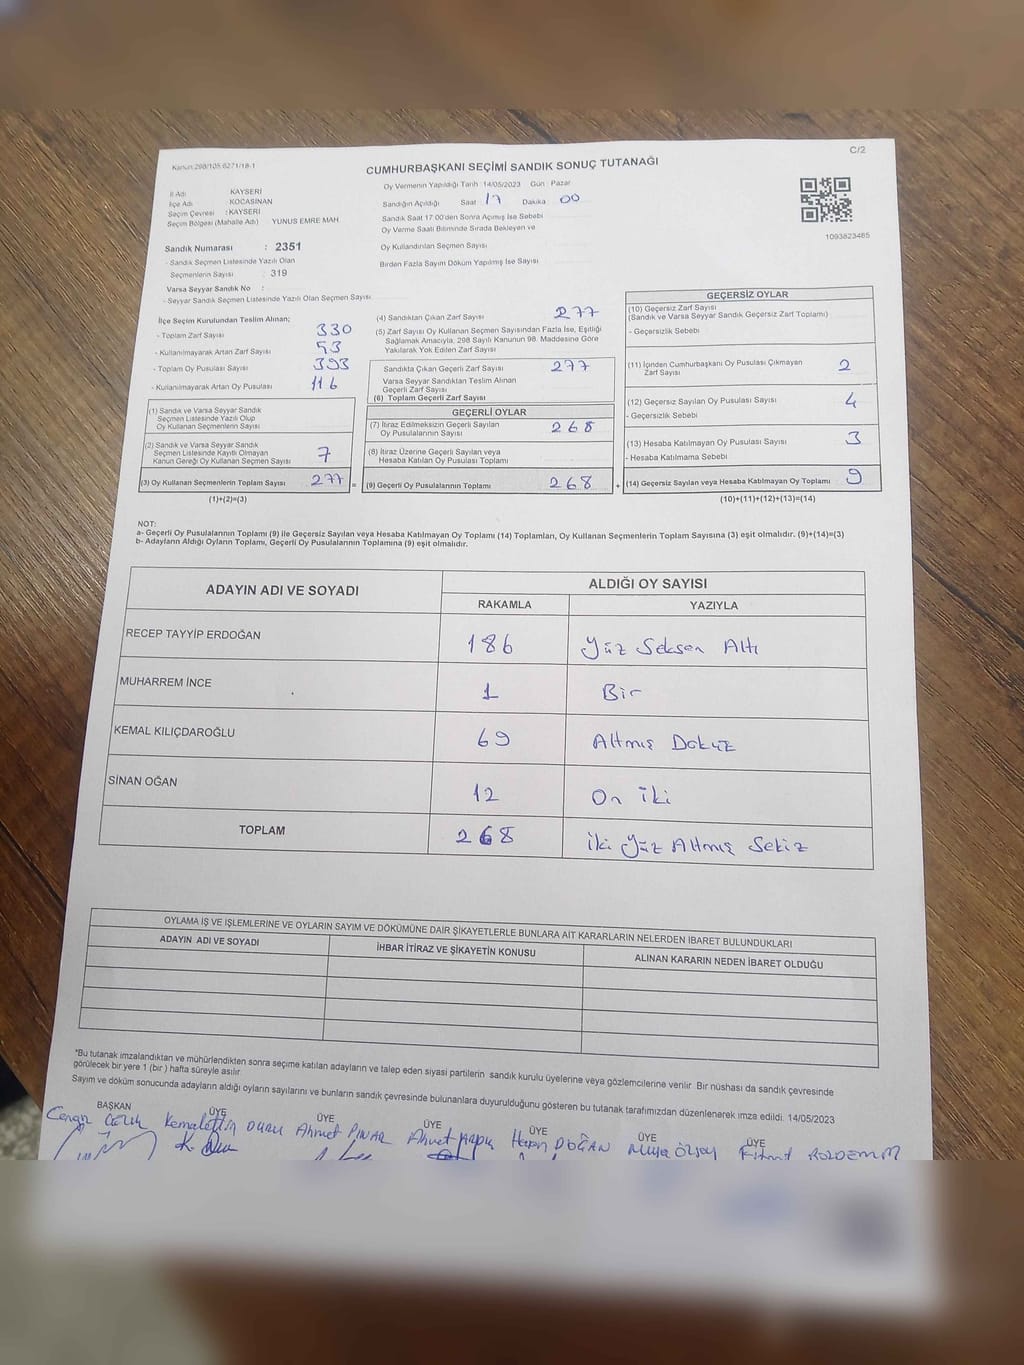 Kanun:298/105,6271/18-1
C/2
CUMHURBAŞKANI SEÇİMİ SANDIK SONUÇ TUTANAĞI
İl Adı : KAYSERİ
İlçe Adı : KOCASİNAN
Seçim Çevresi : KAYSERİ
Seçim Bölgesi (Mahalle Adı) YUNUS EMRE MAH.
Sandık Numarası : 2351
- Sandık Seçmen Listesinde Yazılı Olan
Seçmenlerin Sayısı : 319
Varsa Seyyar Sandık No :
- Seyyar Sandık Seçmen Listesinde Yazılı Olan Seçmen Sayısı
Oy Vermenin Yapıldığı Tarih :14/05/2023 Gün : Pazar
Sandığın Açıldığı Saat 17 Dakika 00
Sandık Saat 17.00'den Sonra Açılmış İse Sebebi
Oy Verme Saati Bitiminde Sırada Bekleyen ve
Oy Kullandırılan Seçmen Sayısı
Birden Fazla Sayım Döküm Yapılmış İse Sayısı
1093823465
İlçe Seçim Kurulundan Teslim Alınan;
- Toplam Zarf Sayısı 330
- Kullanılmayarak Artan Zarf Sayısı 53
- Toplam Oy Pusulası Sayısı 393
- Kullanılmayarak Artan Oy Pusulası 116
(1) Sandık ve Varsa Seyyar Sandık
Seçmen Listesinde Yazılı Olup
Oy Kullanan Seçmenlerin Sayısı
(2) Sandık ve Varsa Seyyar Sandık
Seçmen Listesinde Kayıtlı Olmayan
Kanun Gereği Oy Kullanan Seçmen Sayısı 7
(3) Oy Kullanan Seçmenlerin Toplam Sayısı 277 =
(1)+(2)=(3)
(4) Sandıktan Çıkan Zarf Sayısı 277
(5) Zarf Sayısı Oy Kullanan Seçmen Sayısından Fazla İse, Eşitliği
Sağlamak Amacıyla, 298 Sayılı Kanunun 98. Maddesine Göre
Yakılarak Yok Edilen Zarf Sayısı
Sandıkta Çıkan Geçerli Zarf Sayısı 277
Varsa Seyyar Sandıktan Teslim Alınan
Geçerli Zarf Sayısı
(6) Toplam Geçerli Zarf Sayısı
GEÇERLİ OYLAR
(7) İtiraz Edilmeksizin Geçerli Sayılan
Oy Pusulalarının Sayısı 268
(8) İtiraz Üzerine Geçerli Sayılan veya
Hesaba Katılan Oy Pusulası Toplamı
(9) Geçerli Oy Pusulalarının Toplamı 268 +
GEÇERSİZ OYLAR
(10) Geçersiz Zarf Sayısı
(Sandık ve Varsa Seyyar Sandık Geçersiz Zarf Toplamı)
- Geçersizlik Sebebi
(11) İçinden Cumhurbaşkanı Oy Pusulası Çıkmayan
Zarf Sayısı 2
(12) Geçersiz Sayılan Oy Pusulası Sayısı 4
- Geçersizlik Sebebi
(13) Hesaba Katılmayan Oy Pusulası Sayısı 3
- Hesaba Katılmama Sebebi
(14) Geçersiz Sayılan veya Hesaba Katılmayan Oy Toplamı 9
(10)+(11)+(12)+(13)=(14)
NOT:
a- Geçerli Oy Pusulalarının Toplamı (9) ile Geçersiz Sayılan veya Hesaba Katılmayan Oy Toplamı (14) Toplamları, Oy Kullanan Seçmenlerin Toplam Sayısına (3) eşit olmalıdır. (9)+(14)=(3)
b- Adayların Aldığı Oyların Toplamı, Geçerli Oy Pusulalarının Toplamına (9) eşit olmalıdır.
ADAYIN ADI VE SOYADI
ALDIĞI OY SAYISI
RAKAMLA YAZIYLA
RECEP TAYYİP ERDOĞAN 186 Yüz Seksen Altı
MUHARREM İNCE 1 Bir
KEMAL KILIÇDAROĞLU 69 Altmış Dokuz
SİNAN OĞAN 12 On İki
TOPLAM 268 İki Yüz Altmış Sekiz
OYLAMA İŞ VE İŞLEMLERİNE VE OYLARIN SAYIM VE DÖKÜMÜNE DAİR ŞİKAYETLERLE BUNLARA AİT KARARLARIN NELERDEN İBARET BULUNDUKLARI
ADAYIN ADI VE SOYADI İHBAR İTİRAZ VE ŞİKAYETİN KONUSU ALINAN KARARIN NEDEN İBARET OLDUĞU
*Bu tutanak imzalandıktan ve mühürlendikten sonra seçime katılan adayların ve talep eden siyasi partilerin sandık kurulu üyelerine veya gözlemcilerine verilir. Bir nüshası da sandık çevresinde
görülecek bir yere 1 (bir) hafta süreyle asılır.
Sayım ve döküm sonucunda adayların aldığı oyların sayılarını ve bunların sandık çevresinde bulunanlara duyurulduğunu gösteren bu tutanak tarafımızdan düzenlenerek imza edildi. 14/05/2023
BAŞKAN ÜYE ÜYE ÜYE ÜYE ÜYE ÜYE
Kemalettin DURU Ahmet PINAR Ahmet Hasan DOĞAN Musa ÖZSOY